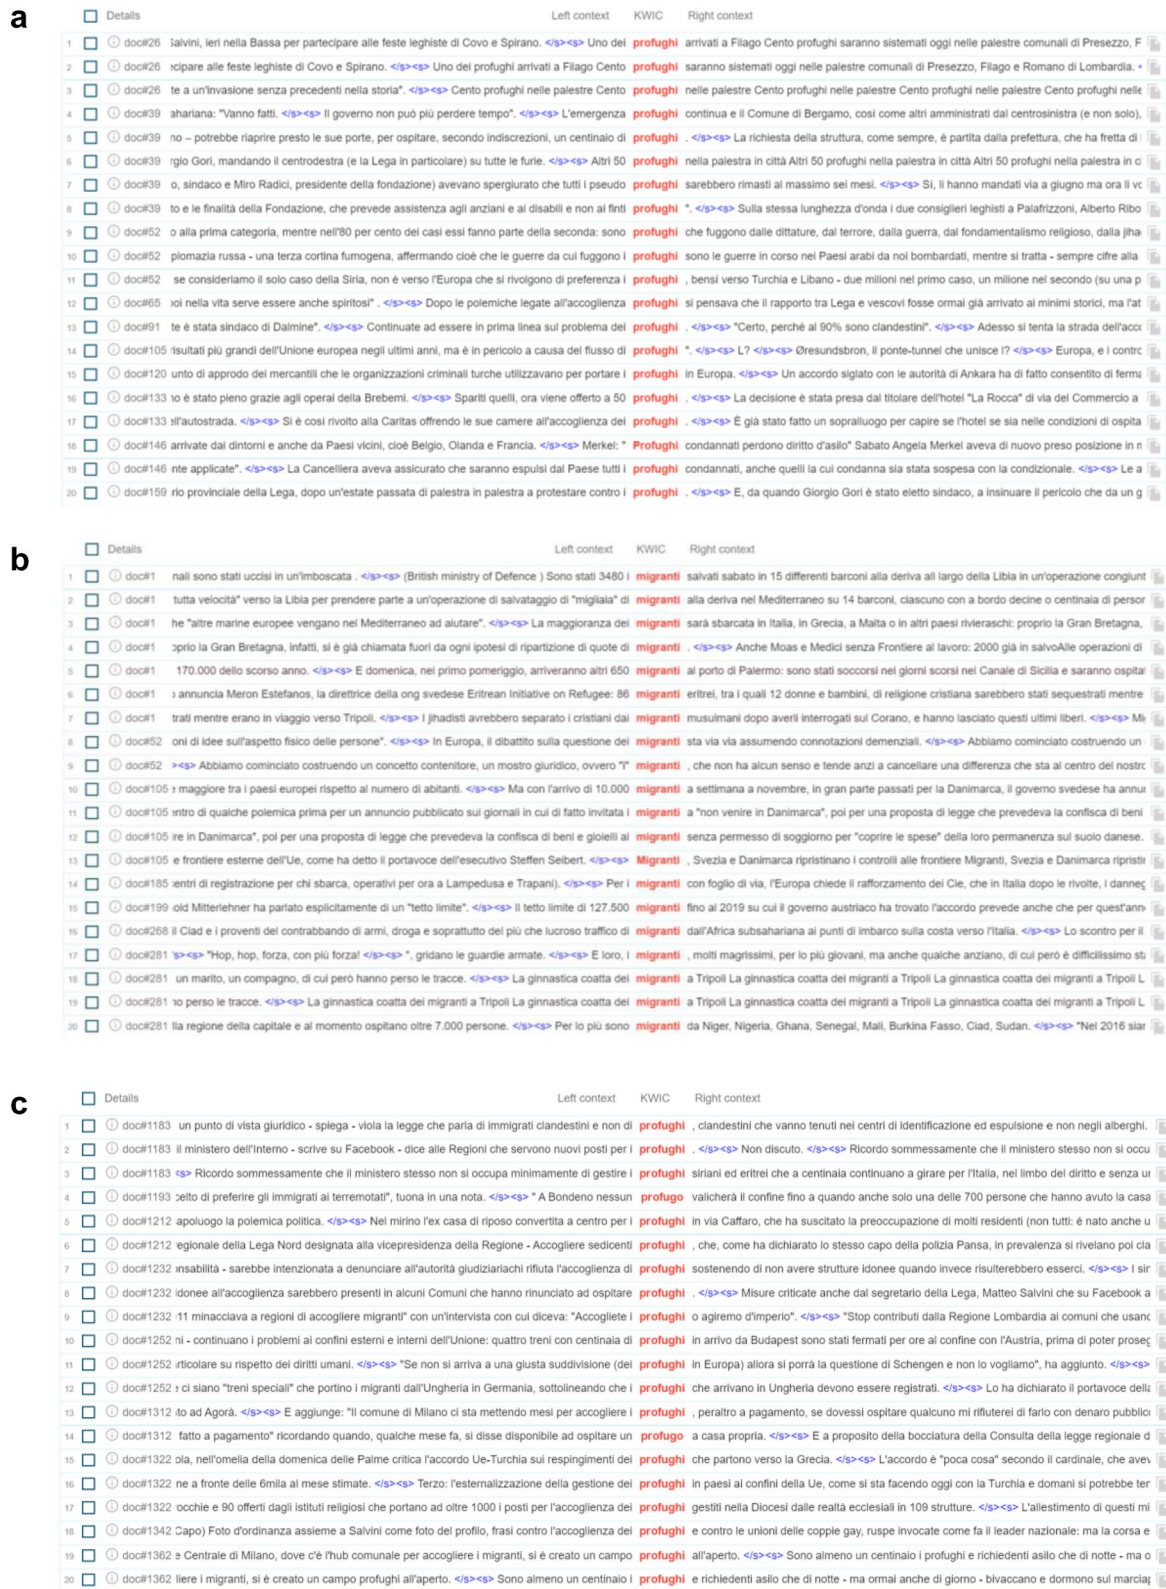 a
Details Left context KWIC Right context
1 doc#26 Salvini, ieri nella Bassa per partecipare alle feste leghiste di Covo e Spirano. </s><s> Uno dei profughi arrivati a Filago Cento profughi saranno sistemati oggi nelle palestre comunali di Presezzo, F
2 doc#26 ecipare alle feste leghiste di Covo e Spirano. </s><s> Uno dei profughi arrivati a Filago Cento profughi saranno sistemati oggi nelle palestre comunali di Presezzo, Filago e Romano di Lombardia.
3 doc#26 te a un'invasione senza precedenti nella storia". </s><s> Cento profughi nelle palestre Cento profughi nelle palestre Cento profughi nelle palestre Cento profughi nelle palestre Cento profughi nelle
4 doc#39 ahariana: "Vanno fatti. </s><s> Il governo non può più perdere tempo". </s><s> L'emergenza profughi continua e il Comune di Bergamo, così come altri amministrati dal centrosinistra (e non solo),
5 doc#39 no – potrebbe riaprire presto le sue porte, per ospitare, secondo indiscrezioni, un centinaio di profughi . </s><s> La richiesta della struttura, come sempre, è partita dalla prefettura, che ha fretta di
6 doc#39 rgio Gori, mandando il centrodestra (e la Lega in particolare) su tutte le furie. </s><s> Altri 50 profughi nella palestra in città Altri 50 profughi nella palestra in città Altri 50 profughi nella palestra in ci
7 doc#39 o, sindaco e Miro Radici, presidente della fondazione) avevano spergiurato che tutti i pseudo profughi sarebbero rimasti al massimo sei mesi. </s><s> Sì, li hanno mandati via a giugno ma ora li vo
8 doc#39 to e le finalità della Fondazione, che prevede assistenza agli anziani e ai disabili e non ai finti profughi ". </s><s> Sulla stessa lunghezza d'onda i due consiglieri leghisti a Palafrizzoni, Alberto Ribo
9 doc#52 o alla prima categoria, mentre nell'80 per cento dei casi essi fanno parte della seconda: sono profughi che fuggono dalle dittature, dal terrore, dalla guerra, dal fondamentalismo religioso, dalla jiha
10 doc#52 plomazia russa - una terza cortina fumogena, affermando cioè che le guerre da cui fuggono i profughi sono le guerre in corso nei Paesi arabi da noi bombardati, mentre si tratta - sempre cifre alla
11 doc#52 se consideriamo il solo caso della Siria, non è verso l'Europa che si rivolgono di preferenza i profughi , bensì verso Turchia e Libano - due milioni nel primo caso, un milione nel secondo (su una p
12 doc#65 poi nella vita serve essere anche spiritosi" . </s><s> Dopo le polemiche legate all'accoglienza profughi si pensava che il rapporto tra Lega e vescovi fosse ormai già arrivato ai minimi storici, ma l'at
13 doc#91 te è stata sindaco di Dalmine". </s><s> Continuate ad essere in prima linea sul problema dei profughi . </s><s> "Certo, perché al 90% sono clandestini". </s><s> Adesso si tenta la strada dell'acco
14 doc#105 risultati più grandi dell'Unione europea negli ultimi anni, ma è in pericolo a causa del flusso di profughi ". </s><s> L? </s><s> Øresundsbron, il ponte-tunnel che unisce l? </s><s> Europa, e i contro
15 doc#120 unto di approdo dei mercantili che le organizzazioni criminali turche utilizzavano per portare i profughi in Europa. </s><s> Un accordo siglato con le autorità di Ankara ha di fatto consentito di ferma
16 doc#133 no è stato pieno grazie agli operai della Brebemi. </s><s> Spariti quelli, ora viene offerto a 50 profughi . </s><s> La decisione è stata presa dal titolare dell'hotel "La Rocca" di via del Commercio a
17 doc#133 ell'autostrada. </s><s> Si è così rivolto alla Caritas offrendo le sue camere all'accoglienza dei profughi . </s><s> È già stato fatto un sopralluogo per capire se l'hotel se sia nelle condizioni di ospita
18 doc#146 arrivate dai dintorni e anche da Paesi vicini, cioè Belgio, Olanda e Francia. </s><s> Merkel: " Profughi condannati perdono diritto d'asilo" Sabato Angela Merkel aveva di nuovo preso posizione in n
19 doc#146 nte applicate". </s><s> La Cancelliera aveva assicurato che saranno espulsi dal Paese tutti i profughi condannati, anche quelli la cui condanna sia stata sospesa con la condizionale. </s><s> Le a
20 doc#159 rio provinciale della Lega, dopo un'estate passata di palestra in palestra a protestare contro i profughi . </s><s> E, da quando Giorgio Gori è stato eletto sindaco, a insinuare il pericolo che da un g
b
Details Left context KWIC Right context
1 doc#1 nali sono stati uccisi in un'imboscata . </s><s> (British ministry of Defence ) Sono stati 3480 i migranti salvati sabato in 15 differenti barconi alla deriva all largo della Libia in un'operazione congiunt
2 doc#1 tutta velocità" verso la Libia per prendere parte a un'operazione di salvataggio di "migliaia" di migranti alla deriva nel Mediterraneo su 14 barconi, ciascuno con a bordo decine o centinaia di person
3 doc#1 he "altre marine europee vengano nel Mediterraneo ad aiutare". </s><s> La maggioranza dei migranti sarà sbarcata in Italia, in Grecia, a Malta o in altri paesi rivieraschi: proprio la Gran Bretagna,
4 doc#1 oprio la Gran Bretagna, infatti, si è già chiamata fuori da ogni ipotesi di ripartizione di quote di migranti . </s><s> Anche Moas e Medici senza Frontiere al lavoro: 2000 già in salvoAlle operazioni di
5 doc#1 170.000 dello scorso anno. </s><s> E domenica, nel primo pomeriggio, arriveranno altri 650 migranti al porto di Palermo: sono stati soccorsi nei giorni scorsi nel Canale di Sicilia e saranno ospitat
6 doc#1 o annuncia Meron Estefanos, la direttrice della ong svedese Eritrean Initiative on Refugee: 86 migranti eritrei, tra i quali 12 donne e bambini, di religione cristiana sarebbero stati sequestrati mentre
7 doc#1 trati mentre erano in viaggio verso Tripoli. </s><s> I jihadisti avrebbero separato i cristiani dai migranti musulmani dopo averli interrogati sul Corano, e hanno lasciato questi ultimi liberi. </s><s> Mi
8 doc#52 oni di idee sull'aspetto fisico delle persone". </s><s> In Europa, il dibattito sulla questione dei migranti sta via via assumendo connotazioni demenziali. </s><s> Abbiamo cominciato costruendo un
9 doc#52 ><s> Abbiamo cominciato costruendo un concetto contenitore, un mostro giuridico, ovvero "i" migranti , che non ha alcun senso e tende anzi a cancellare una differenza che sta al centro del nostro
10 doc#105 e maggiore tra i paesi europei rispetto al numero di abitanti. </s><s> Ma con l'arrivo di 10.000 migranti a settimana a novembre, in gran parte passati per la Danimarca, il governo svedese ha annu
11 doc#105 entro di qualche polemica prima per un annuncio pubblicato sui giornali in cui di fatto invitata i migranti a "non venire in Danimarca", poi per una proposta di legge che prevedeva la confisca di beni
12 doc#105 ire in Danimarca", poi per una proposta di legge che prevedeva la confisca di beni e gioielli ai migranti senza permesso di soggiorno per "coprire le spese" della loro permanenza sul suolo danese.
13 doc#105 e frontiere esterne dell'Ue, come ha detto il portavoce dell'esecutivo Steffen Seibert. </s><s> Migranti , Svezia e Danimarca ripristinano i controlli alle frontiere Migranti, Svezia e Danimarca ripristin
14 doc#185 entri di registrazione per chi sbarca, operativi per ora a Lampedusa e Trapani). </s><s> Per i migranti con foglio di via, l'Europa chiede il rafforzamento dei Cie, che in Italia dopo le rivolte, i danneg
15 doc#199 old Mitterlehner ha parlato esplicitamente di un "tetto limite". </s><s> Il tetto limite di 127.500 migranti fino al 2019 su cui il governo austriaco ha trovato l'accordo prevede anche che per quest'ann
16 doc#268 il Ciad e i proventi del contrabbando di armi, droga e soprattutto del più che lucroso traffico di migranti dall'Africa subsahariana ai punti di imbarco sulla costa verso l'Italia. </s><s> Lo scontro per il
17 doc#281 's><s> "Hop, hop, forza, con più forza! </s><s> ", gridano le guardie armate. </s><s> E loro, i migranti , molti magrissimi, per lo più giovani, ma anche qualche anziano, di cui però è difficilissimo sta
18 doc#281 un marito, un compagno, di cui però hanno perso le tracce. </s><s> La ginnastica coatta dei migranti a Tripoli La ginnastica coatta dei migranti a Tripoli La ginnastica coatta dei migranti a Tripoli L
19 doc#281 no perso le tracce. </s><s> La ginnastica coatta dei migranti a Tripoli La ginnastica coatta dei migranti a Tripoli La ginnastica coatta dei migranti a Tripoli La ginnastica coatta dei migranti a Tripoli L
20 doc#281 lla regione della capitale e al momento ospitano oltre 7.000 persone. </s><s> Per lo più sono migranti da Niger, Nigeria, Ghana, Senegal, Mali, Burkina Fasso, Ciad, Sudan. </s><s> "Nel 2016 siar
c
Details Left context KWIC Right context
1 doc#1183 un punto di vista giuridico - spiega - viola la legge che parla di immigrati clandestini e non di profughi , clandestini che vanno tenuti nei centri di identificazione ed espulsione e non negli alberghi.
2 doc#1183 il ministero dell'Interno - scrive su Facebook - dice alle Regioni che servono nuovi posti per i profughi . </s><s> Non discuto. </s><s> Ricordo sommessamente che il ministero stesso non si occu
3 doc#1183 <s> Ricordo sommessamente che il ministero stesso non si occupa minimamente di gestire i profughi siriani ed eritrei che a centinaia continuano a girare per l'Italia, nel limbo del diritto e senza u
4 doc#1193 celto di preferire gli immigrati ai terremotati", tuona in una nota. </s><s> " A Bondeno nessun profugo valicherà il confine fino a quando anche solo una delle 700 persone che hanno avuto la casa
5 doc#1212 apoluogo la polemica politica. </s><s> Nel mirino l'ex casa di riposo convertita a centro per i profughi in via Caffaro, che ha suscitato la preoccupazione di molti residenti (non tutti: è nato anche u
6 doc#1212 regionale della Lega Nord designata alla vicepresidenza della Regione - Accogliere sedicenti profughi , che, come ha dichiarato lo stesso capo della polizia Pansa, in prevalenza si rivelano poi cla
7 doc#1232 onsabilità - sarebbe intenzionata a denunciare all'autorità giudiziariachi rifiuta l'accoglienza di profughi sostenendo di non avere strutture idonee quando invece risulterebbero esserci. </s><s> I sin
8 doc#1232 idonee all'accoglienza sarebbero presenti in alcuni Comuni che hanno rinunciato ad ospitare profughi . </s><s> Misure criticate anche dal segretario della Lega, Matteo Salvini che su Facebook a
9 doc#1232 11 minacciava a regioni di accogliere migranti" con un'intervista con cui diceva: "Accogliete i profughi o agiremo d'imperio". </s><s> "Stop contributi dalla Regione Lombardia ai comuni che usano
10 doc#1252 ni - continuano i problemi ai confini esterni e interni dell'Unione: quattro treni con centinaia di profughi in arrivo da Budapest sono stati fermati per ore al confine con l'Austria, prima di poter proseg
11 doc#1252 rticolare su rispetto dei diritti umani. </s><s> "Se non si arriva a una giusta suddivisione (dei profughi in Europa) allora si porrà la questione di Schengen e non lo vogliamo", ha aggiunto. </s><s>
12 doc#1252 e ci siano "treni speciali" che portino i migranti dall'Ungheria in Germania, sottolineando che i profughi che arrivano in Ungheria devono essere registrati. </s><s> Lo ha dichiarato il portavoce della
13 doc#1312 to ad Agorà. </s><s> E aggiunge: "Il comune di Milano ci sta mettendo mesi per accogliere i profughi , peraltro a pagamento, se dovessi ospitare qualcuno mi rifiuterei di farlo con denaro pubblico
14 doc#1312 fatto a pagamento" ricordando quando, qualche mese fa, si disse disponibile ad ospitare un profugo a casa propria. </s><s> E a proposito della bocciatura della Consulta della legge regionale d
15 doc#1322 ola, nell'omelia della domenica delle Palme critica l'accordo Ue-Turchia sui respingimenti dei profughi che partono verso la Grecia. </s><s> L'accordo è "poca cosa" secondo il cardinale, che avev
16 doc#1322 ne a fronte delle 6mila al mese stimate. </s><s> Terzo: l'esternalizzazione della gestione dei profughi in paesi ai confini della Ue, come si sta facendo oggi con la Turchia e domani si potrebbe ter
17 doc#1322 occhie e 90 offerti dagli istituti religiosi che portano ad oltre 1000 i posti per l'accoglienza dei profughi gestiti nella Diocesi dalle realtà ecclesiali in 109 strutture. </s><s> L'allestimento di questi mi
18 doc#1342 Capo) Foto d'ordinanza assieme a Salvini come foto del profilo, frasi contro l'accoglienza dei profughi e contro le unioni delle coppie gay, ruspe invocate come fa il leader nazionale: ma la corsa e
19 doc#1362 e Centrale di Milano, dove c'è l'hub comunale per accogliere i migranti, si è creato un campo profughi all'aperto. </s><s> Sono almeno un centinaio i profughi e richiedenti asilo che di notte - ma o
20 doc#1362 liere i migranti, si è creato un campo profughi all'aperto. </s><s> Sono almeno un centinaio i profughi e richiedenti asilo che di notte - ma ormai anche di giorno - bivaccano e dormono sul marciap